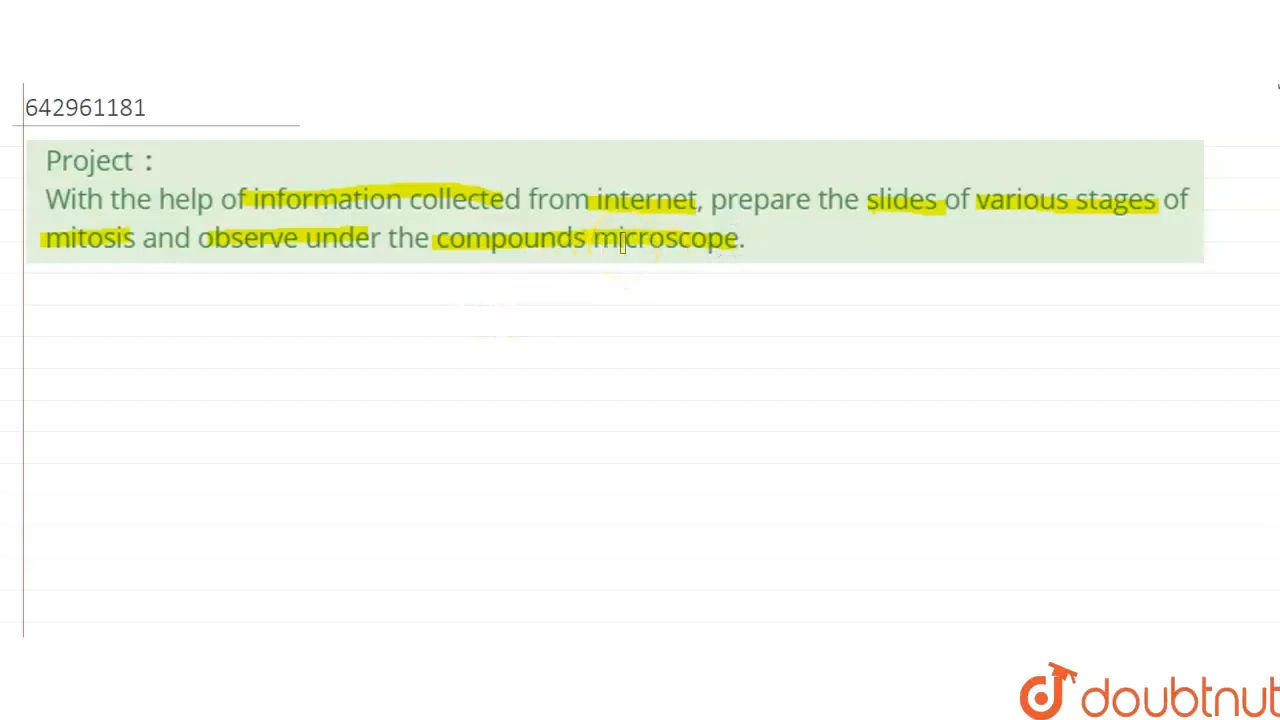 642961181
Project :
With the help of information collected from internet, prepare the slides of various stages of
mitosis and observe under the compounds microscope.
doubtnut